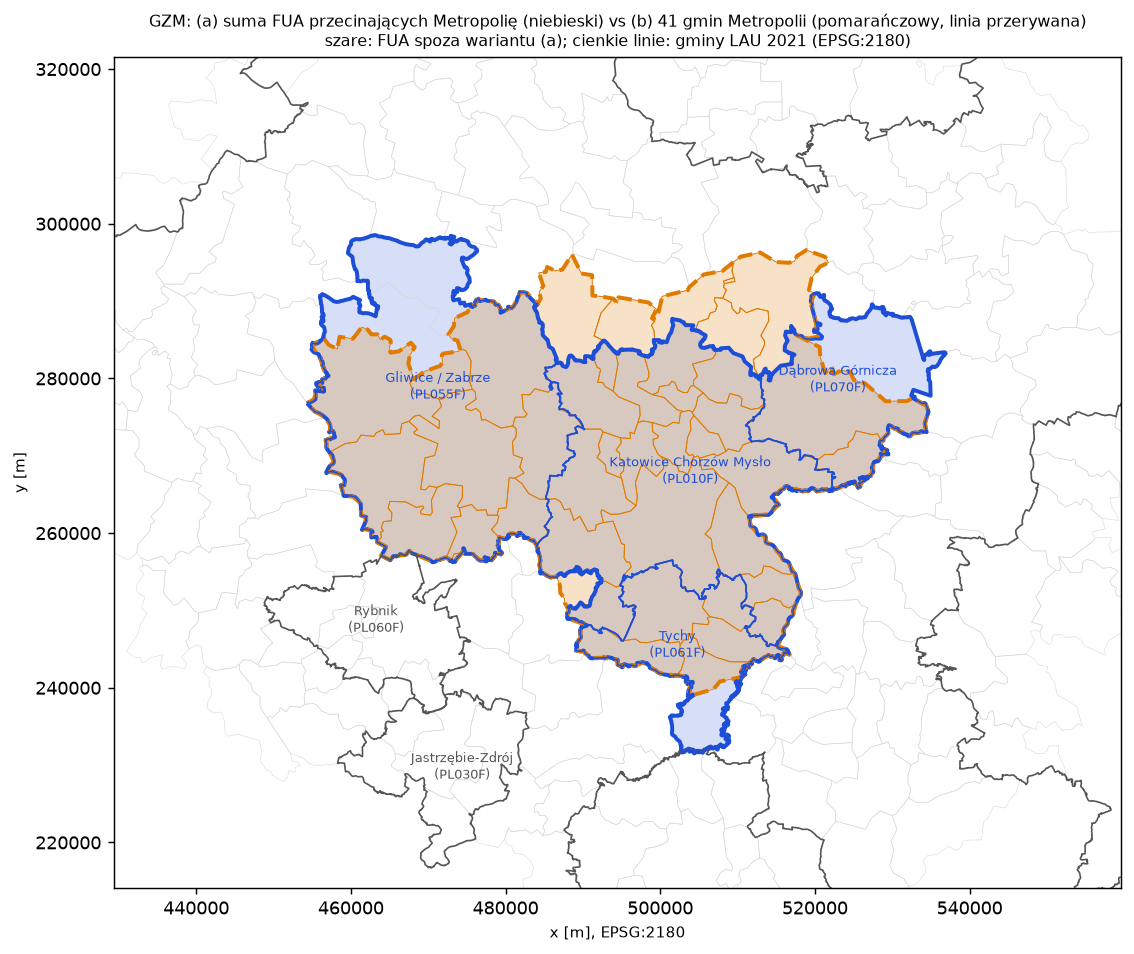 GZM: (a) suma FUA przecinających Metropolię (niebieski) vs (b) 41 gmin Metropolii (pomarańczowy, linia przerywana)
szare: FUA spoza wariantu (a); cienkie linie: gminy LAU 2021 (EPSG:2180)
320000
300000
280000
260000
240000
220000
y [m]
Gliwice / Zabrze
(PL055F)
Dąbrowa Górnicza
(PL070F)
Katowice Chorzów Mysło
(PL010F)
Rybnik
(PL060F)
Tychy
(PL061F)
Jastrzębie-Zdrój
(PL030F)
440000
460000
480000
500000
520000
540000
x [m], EPSG:2180